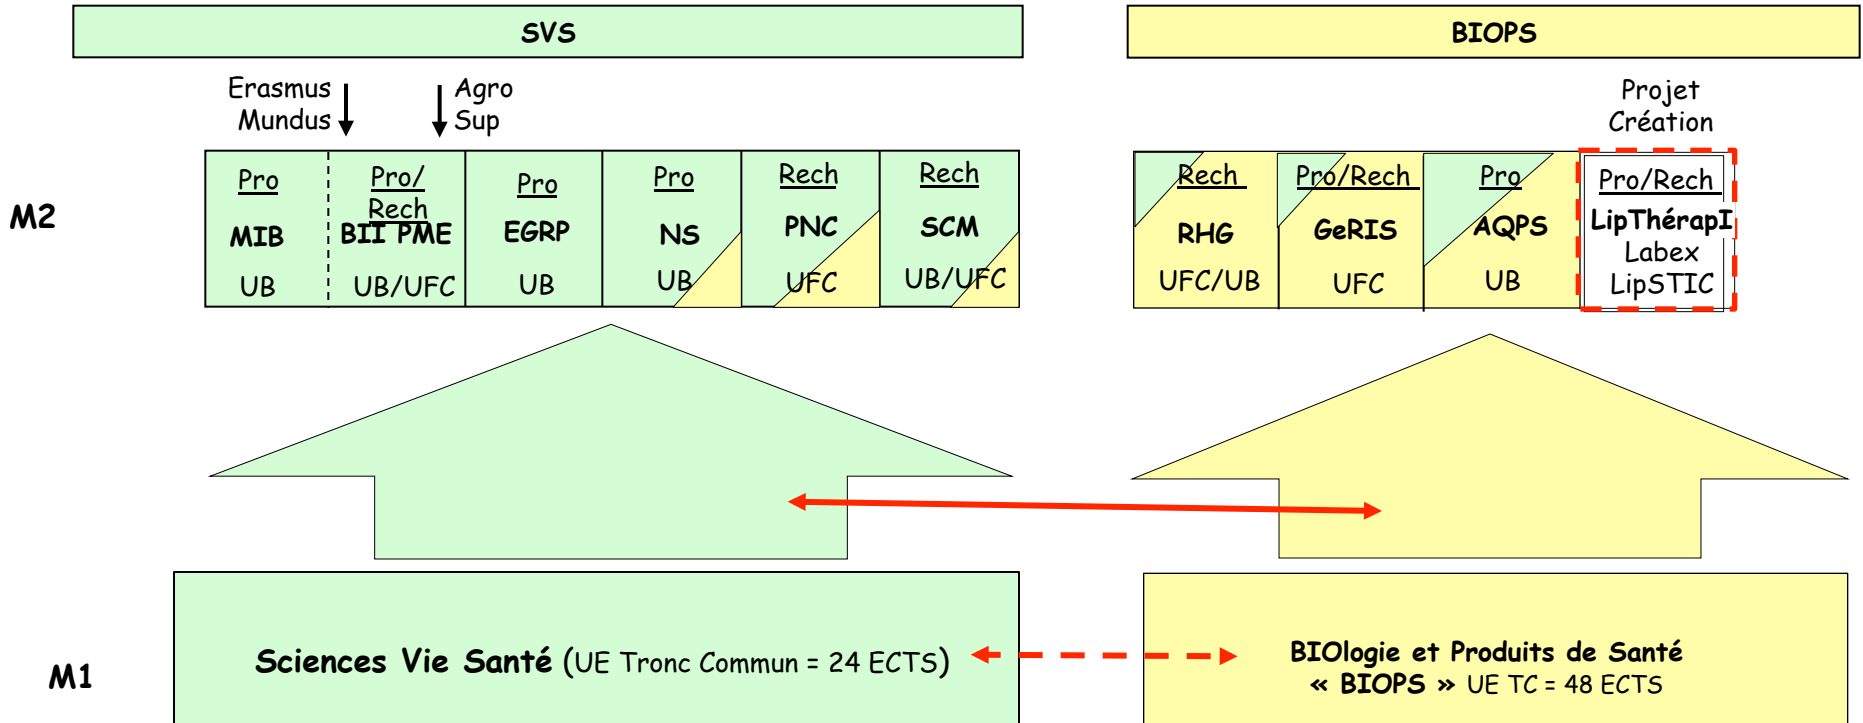 SVS
BIOPS
Erasmus
Mundus
Agro
Sup
Projet
Création
M2
Pro
MIB
UB
Pro/
Rech
BII PME
UB/UFC
Pro
EGRP
UB
Pro
NS
UB
Rech
PNC
UFC
Rech
SCM
UB/UFC
Rech
RHG
UFC/UB
Pro/Rech
GeRIS
UFC
Pro
AQPS
UB
Pro/Rech
LipThérapI
Labex
LipSTIC
M1
Sciences Vie Santé (UE Tronc Commun = 24 ECTS)
BIOlogie et Produits de Santé
« BIOPS » UE TC = 48 ECTS